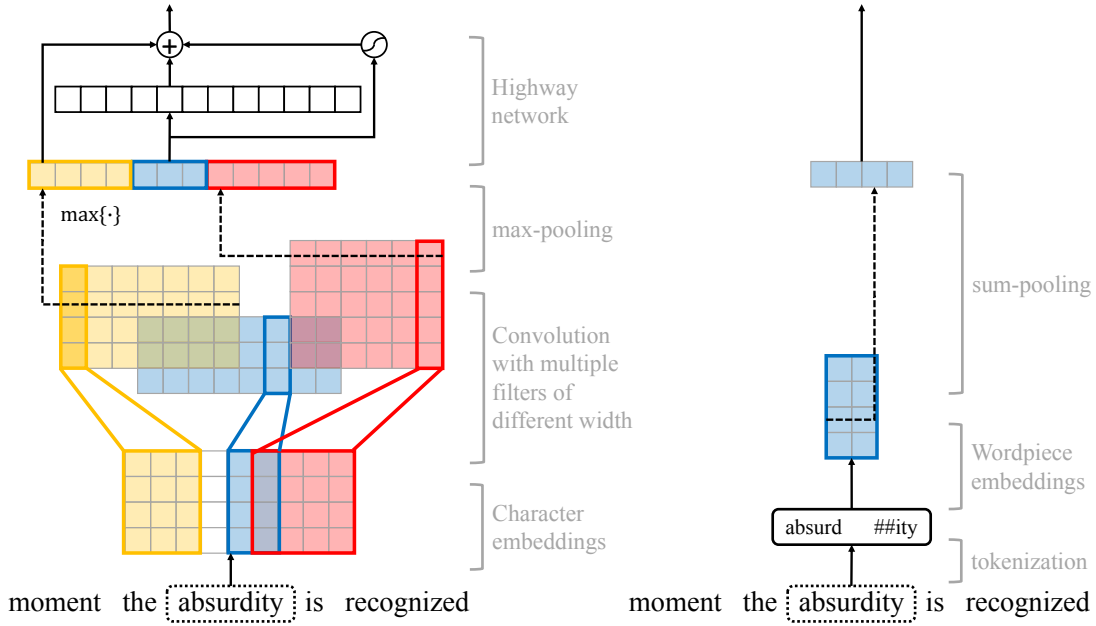 Highway
network
max{·}
max-pooling
Convolution
with multiple
filters of
different width
Character
embeddings
moment the absurdity is recognized
sum-pooling
Wordpiece
embeddings
absurd ##ity
tokenization
moment the absurdity is recognized